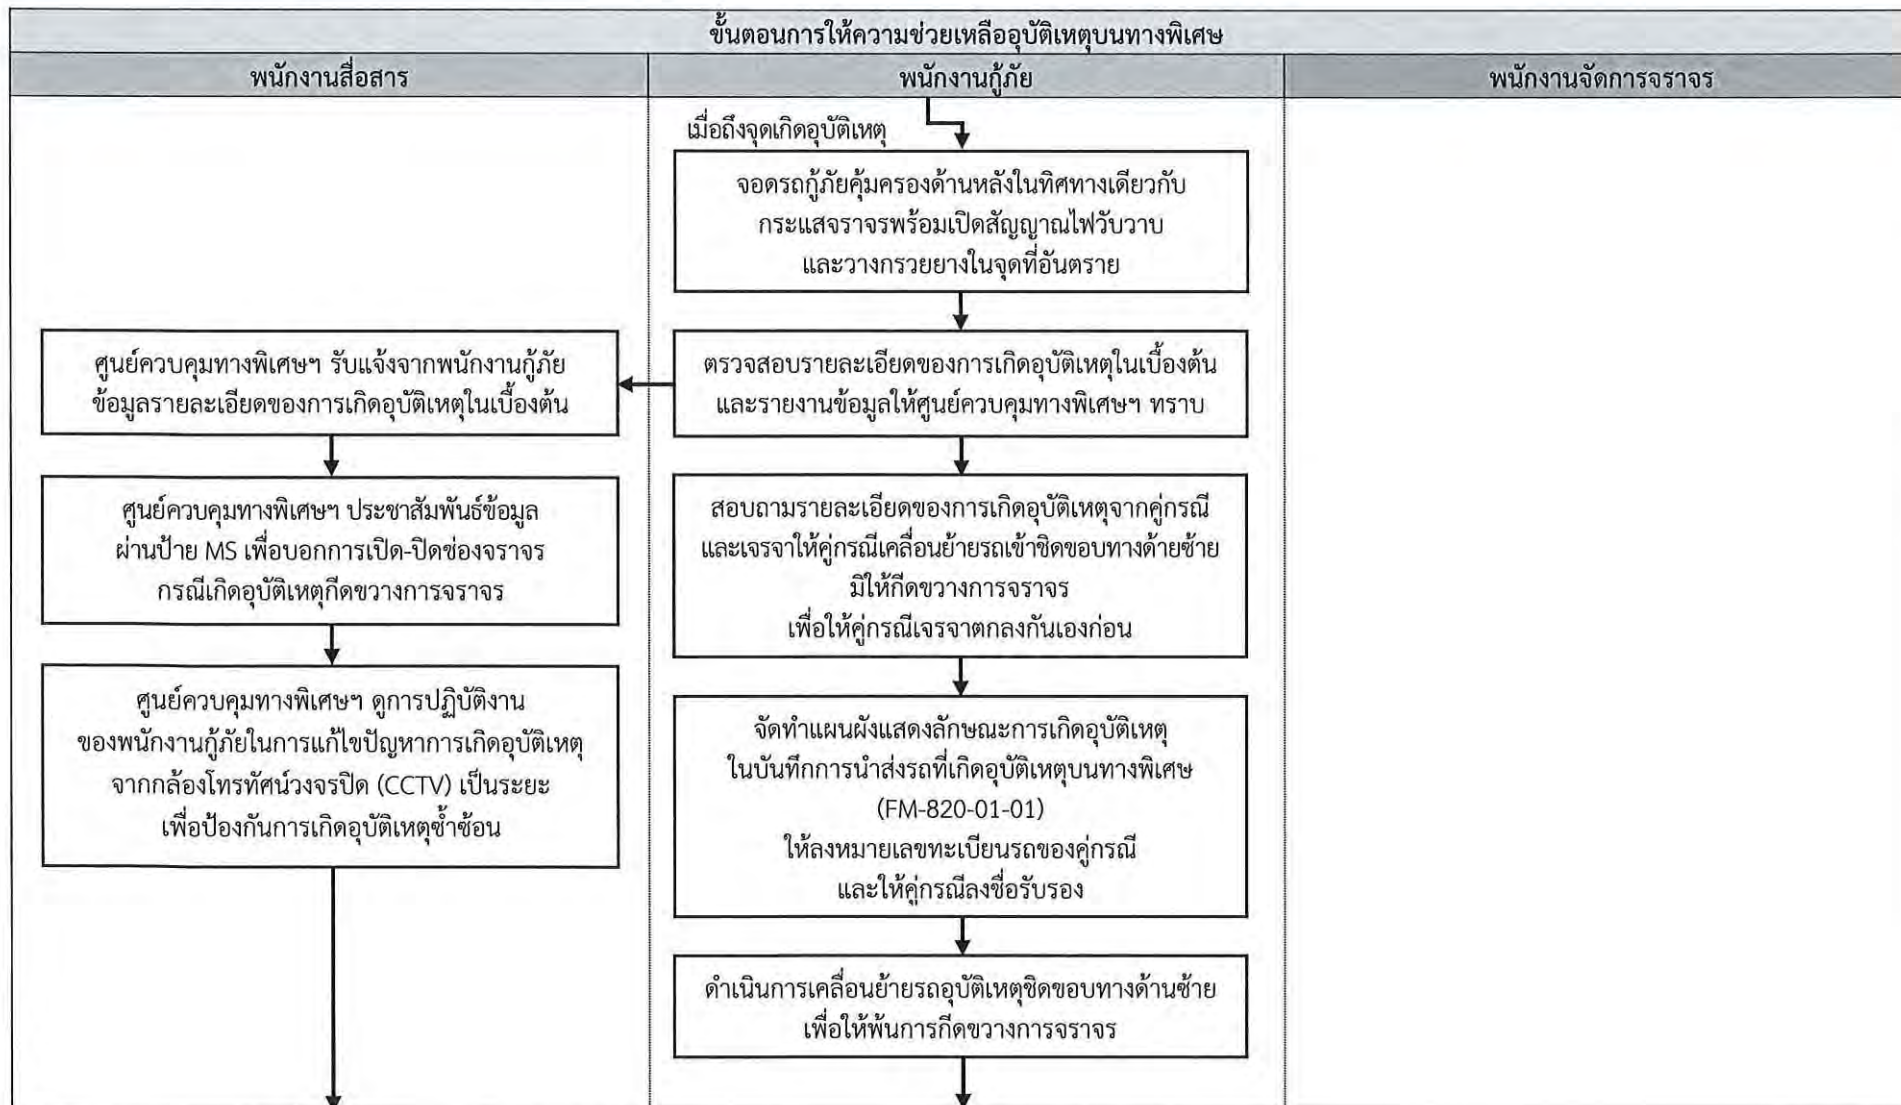 ขั้นตอนการให้ความช่วยเหลืออุบัติเหตุบนทางพิเศษ
พนักงานสื่อสาร
พนักงานกู้ภัย
พนักงานจัดการจราจร
เมื่อถึงจุดเกิดอุบัติเหตุ
จอดรถกู้ภัยคุ้มครองด้านหลังในทิศทางเดียวกับ
กระแสจราจรพร้อมเปิดสัญญาณไฟวับวาบ
และวางกรวยยางในจุดที่อันตราย
ศูนย์ควบคุมทางพิเศษฯ รับแจ้งจากพนักงานกู้ภัย
ข้อมูลรายละเอียดของการเกิดอุบัติเหตุในเบื้องต้น
ตรวจสอบรายละเอียดของการเกิดอุบัติเหตุในเบื้องต้น
และรายงานข้อมูลให้ศูนย์ควบคุมทางพิเศษฯ ทราบ
ศูนย์ควบคุมทางพิเศษฯ ประชาสัมพันธ์ข้อมูล
ผ่านป้าย MS เพื่อบอกการเปิด-ปิดช่องจราจร
กรณีเกิดอุบัติเหตุกีดขวางการจราจร
สอบถามรายละเอียดของการเกิดอุบัติเหตุจากคู่กรณี
และเจรจาให้คู่กรณีเคลื่อนย้ายรถเข้าชิดขอบทางด้ายซ้าย
มิให้กีดขวางการจราจร
เพื่อให้คู่กรณีเจรจาตกลงกันเองก่อน
ศูนย์ควบคุมทางพิเศษฯ ดูการปฏิบัติงาน
ของพนักงานกู้ภัยในการแก้ไขปัญหาการเกิดอุบัติเหตุ
จากกล้องโทรทัศน์วงจรปิด (CCTV) เป็นระยะ
เพื่อป้องกันการเกิดอุบัติเหตุซ้ำซ้อน
จัดทำแผนผังแสดงลักษณะการเกิดอุบัติเหตุ
ในบันทึกการนำส่งรถที่เกิดอุบัติเหตุบนทางพิเศษ
(FM-820-01-01)
ให้ลงหมายเลขทะเบียนรถของคู่กรณี
และให้คู่กรณีลงชื่อรับรอง
ดำเนินการเคลื่อนย้ายรถอุบัติเหตุชิดขอบทางด้านซ้าย
เพื่อให้พ้นการกีดขวางการจราจร